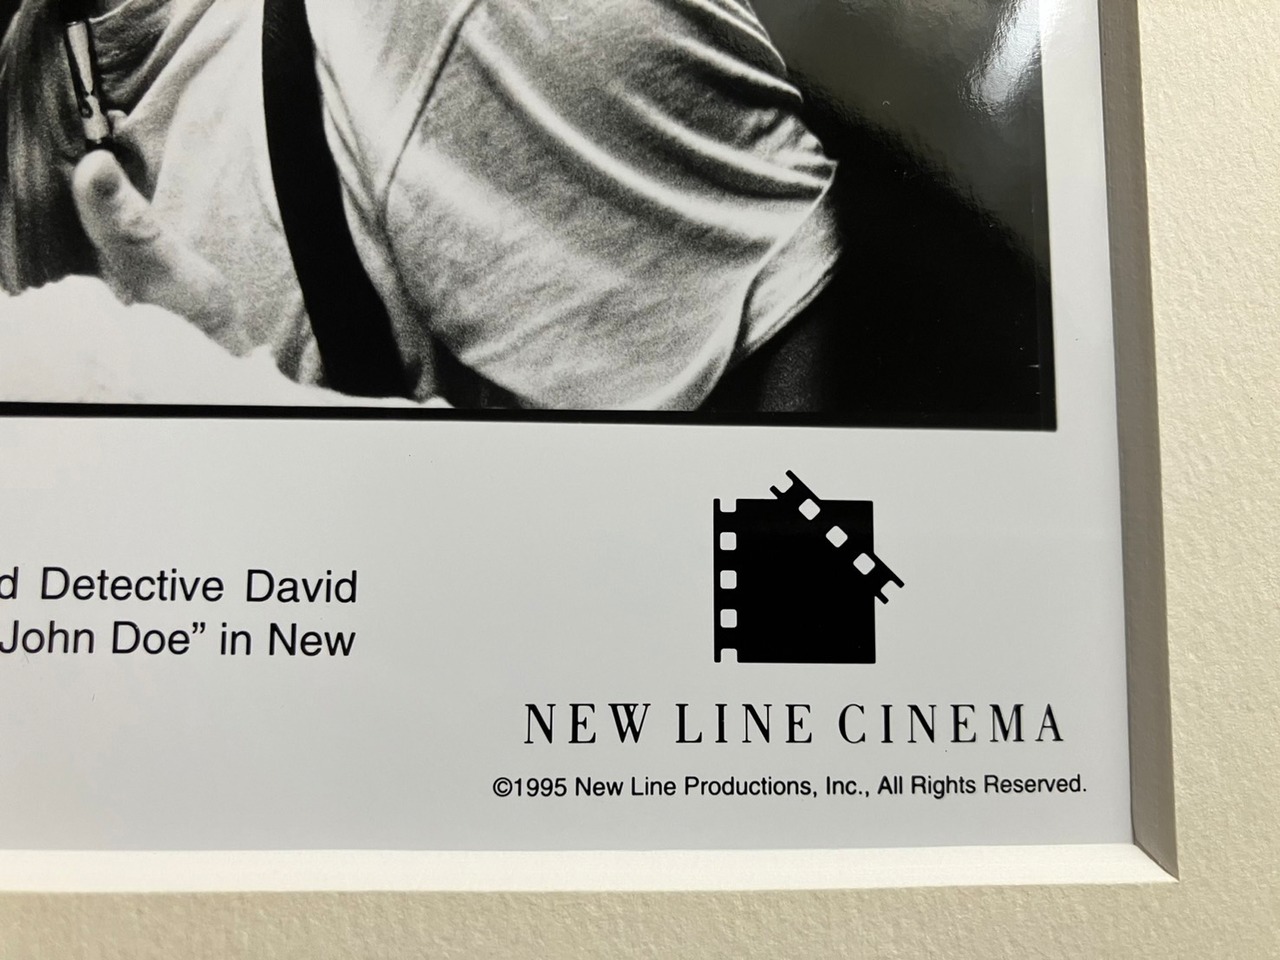 d Detective David
John Doe” in New
NEW LINE CINEMA
©1995 New Line Productions, Inc., All Rights Reserved.